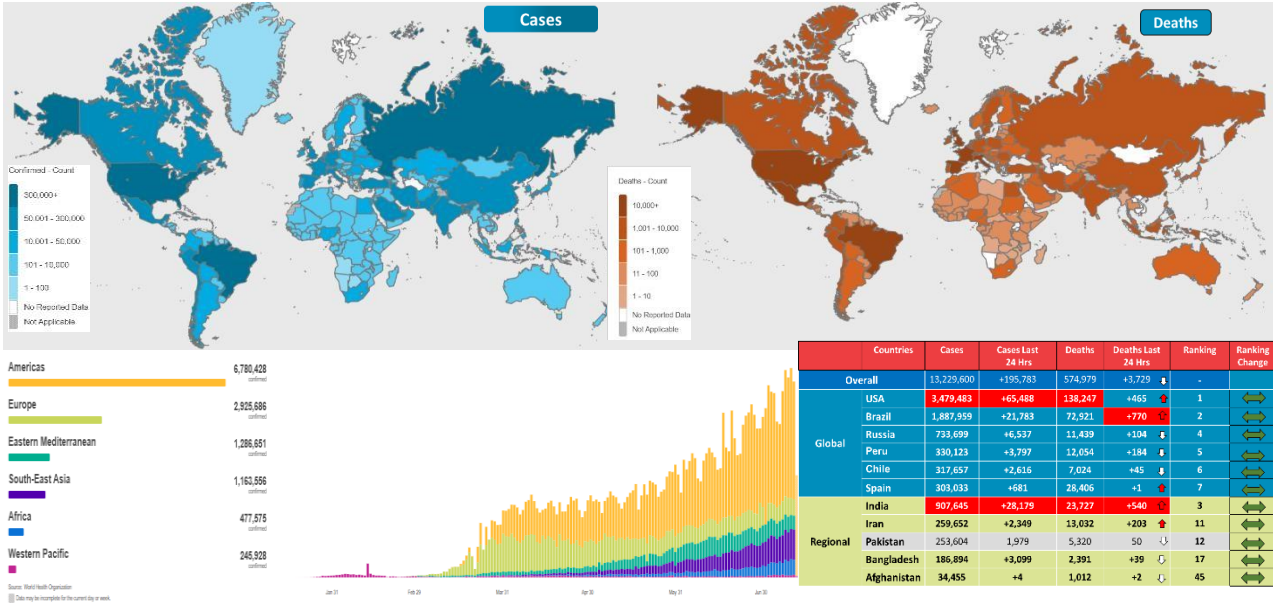 Cases
Deaths
Confirmed - Count
300,000+
50,001 - 300,000
10,001 - 50,000
101 - 10,000
1 - 100
No Reported Data
Not Applicable
Deaths - Count
10,000+
1,001 - 10,000
101 - 1,000
11 - 100
1 - 10
No Reported Data
Not Applicable
Americas 6,780,428
confirmed
Europe 2,925,686
confirmed
Eastern Mediterranean 1,286,651
confirmed
South-East Asia 1,163,556
confirmed
Africa 477,575
confirmed
Western Pacific 245,928
confirmed
Source: World Health Organization
Data may be incomplete for the current day or week.
Jan 31 Feb 29 Mar 31 Apr 30 May 31 Jun 30
Countries Cases Cases Last 24 Hrs Deaths Deaths Last 24 Hrs Ranking Ranking Change
Overall 13,229,600 +195,783 574,979 +3,729 -
Global
USA 3,479,483 +65,488 138,247 +465 1
Brazil 1,887,959 +21,783 72,921 +770 2
Russia 733,699 +6,537 11,439 +104 4
Peru 330,123 +3,797 12,054 +184 5
Chile 317,657 +2,616 7,024 +45 6
Spain 303,033 +681 28,406 +1 7
Regional
India 907,645 +28,179 23,727 +540 3
Iran 259,652 +2,349 13,032 +203 11
Pakistan 253,604 1,979 5,320 50 12
Bangladesh 186,894 +3,099 2,391 +39 17
Afghanistan 34,455 +4 1,012 +2 45